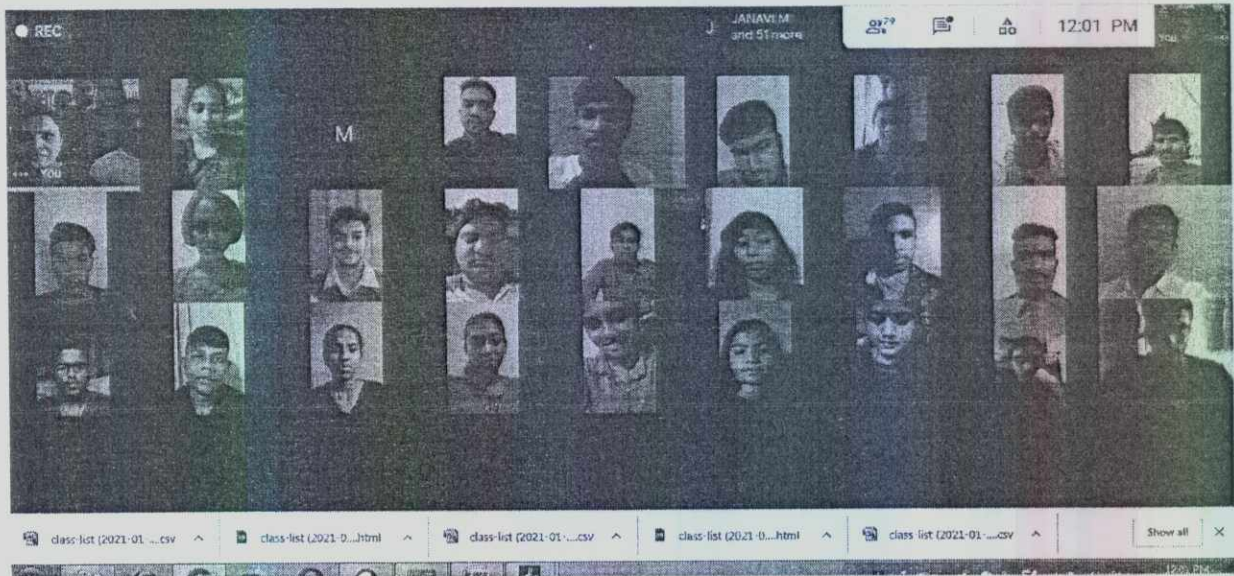 REC
J JANAVI M
and 51 more
79
12:01 PM
YOU
M
YOU
class-list (2021-01-....csv
class-list (2021-0....html
class-list (2021-01-....csv
class-list (2021-0....html
class-list (2021-01-....csv
Show all